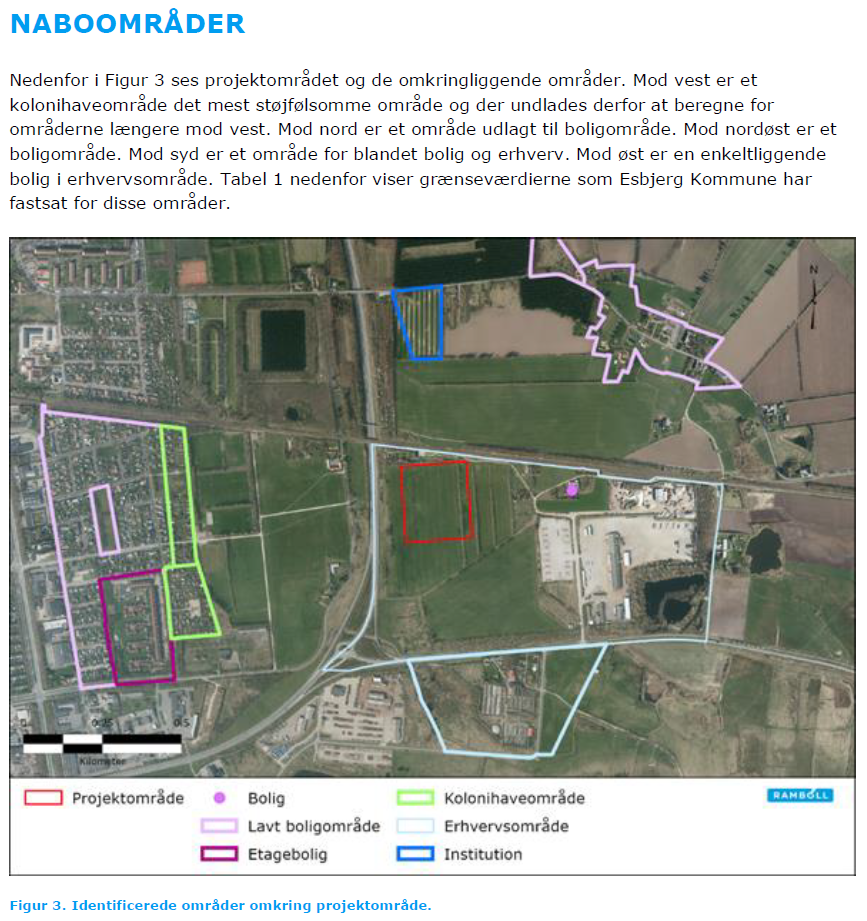 NABOOMRÅDER
Nedenfor i Figur 3 ses projektområdet og de omkringliggende områder. Mod vest er et
kolonihaveområde det mest støjfølsomme område og der undlades derfor at beregne for
områderne længere mod vest. Mod nord er et område udlagt til boligområde. Mod nordøst er et
boligområde. Mod syd er et område for blandet bolig og erhverv. Mod øst er en enkeltliggende
bolig i erhvervsområde. Tabel 1 nedenfor viser grænseværdierne som Esbjerg Kommune har
fastsat for disse områder.
N
0 0.25 0.5
Kilometer
Projektområde
Bolig
Kolonihaveområde
RAMBOLL
Lavt boligområde
Erhvervsområde
Etagebolig
Institution
Figur 3. Identificerede områder omkring projektområde.